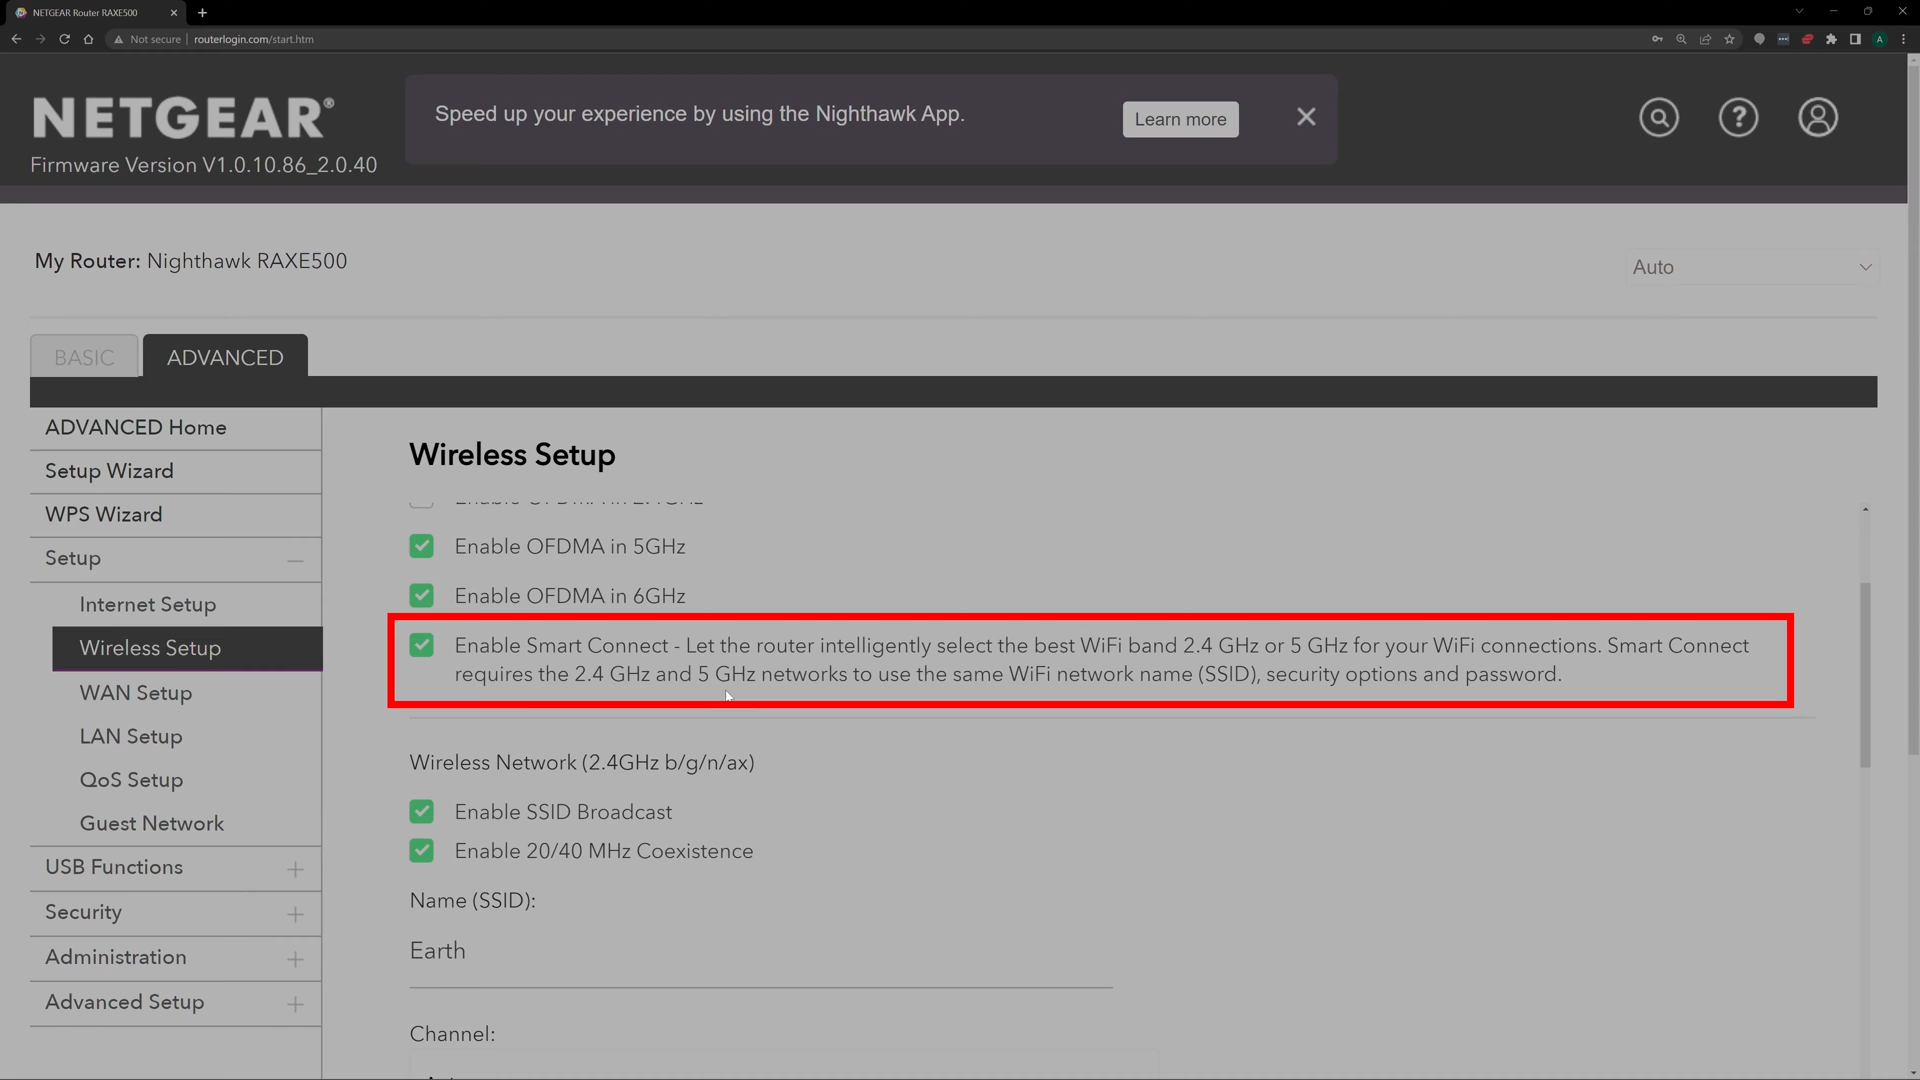 NETGEAR Router RAXE500
Not secure
routerlogin.com/start.htm
A
NETGEAR®
Firmware Version V1.0.10.86_2.0.40
Speed up your experience by using the Nighthawk App.
Learn more
My Router: Nighthawk RAXE500
Auto
BASIC
ADVANCED
ADVANCED Home
Setup Wizard
WPS Wizard
Setup
Internet Setup
Wireless Setup
WAN Setup
LAN Setup
QoS Setup
Guest Network
USB Functions
Security
Administration
Advanced Setup
Wireless Setup
Enable OFDMA in 2.4GHz
Enable OFDMA in 5GHz
Enable OFDMA in 6GHz
Enable Smart Connect - Let the router intelligently select the best WiFi band 2.4 GHz or 5 GHz for your WiFi connections. Smart Connect
requires the 2.4 GHz and 5 GHz networks to use the same WiFi network name (SSID), security options and password.
Wireless Network (2.4GHz b/g/n/ax)
Enable SSID Broadcast
Enable 20/40 MHz Coexistence
Name (SSID):
Earth
Channel: